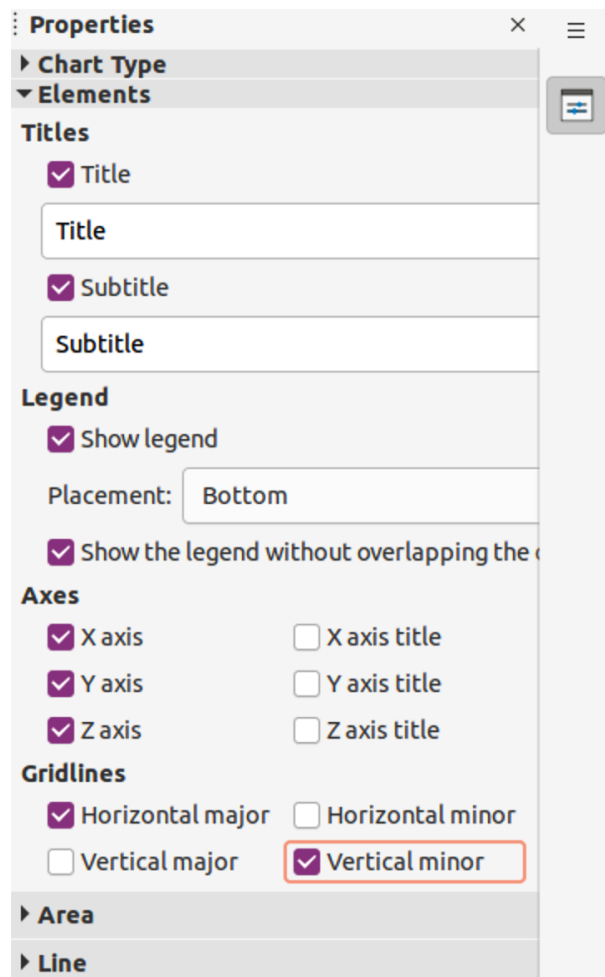 Properties
Chart Type
Elements
Titles
Title
Title
Subtitle
Subtitle
Legend
Show legend
Placement: Bottom
Show the legend without overlapping the
Axes
X axis X axis title
Y axis Y axis title
Z axis Z axis title
Gridlines
Horizontal major Horizontal minor
Vertical major Vertical minor
Area
Line